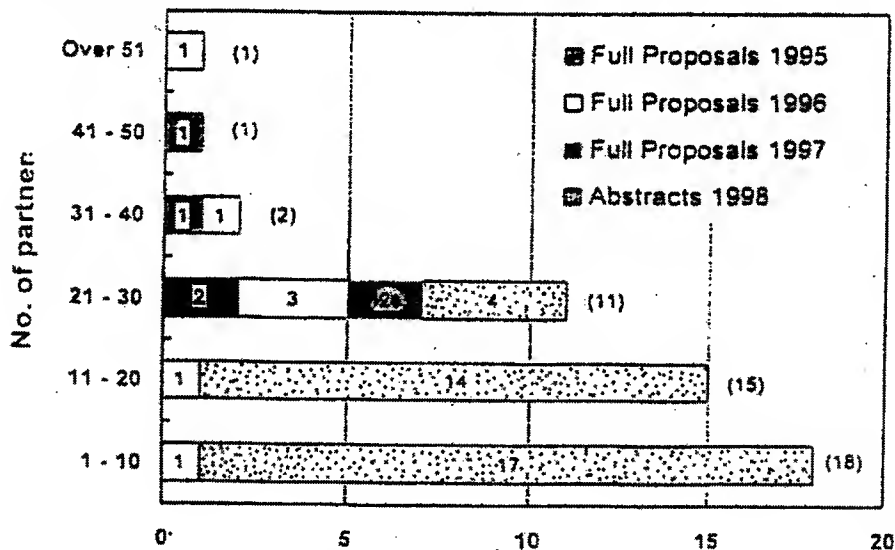 Over 51
1
(1)
Full Proposals 1995
Full Proposals 1996
Full Proposals 1997
Abstracts 1998
41 - 50
1
(1)
31 - 40
1
1
(2)
21 - 30
2
3
2
4
(11)
11 - 20
1
14
(15)
1 - 10
1
17
(18)
0
5
10
15
20
No. of partner: